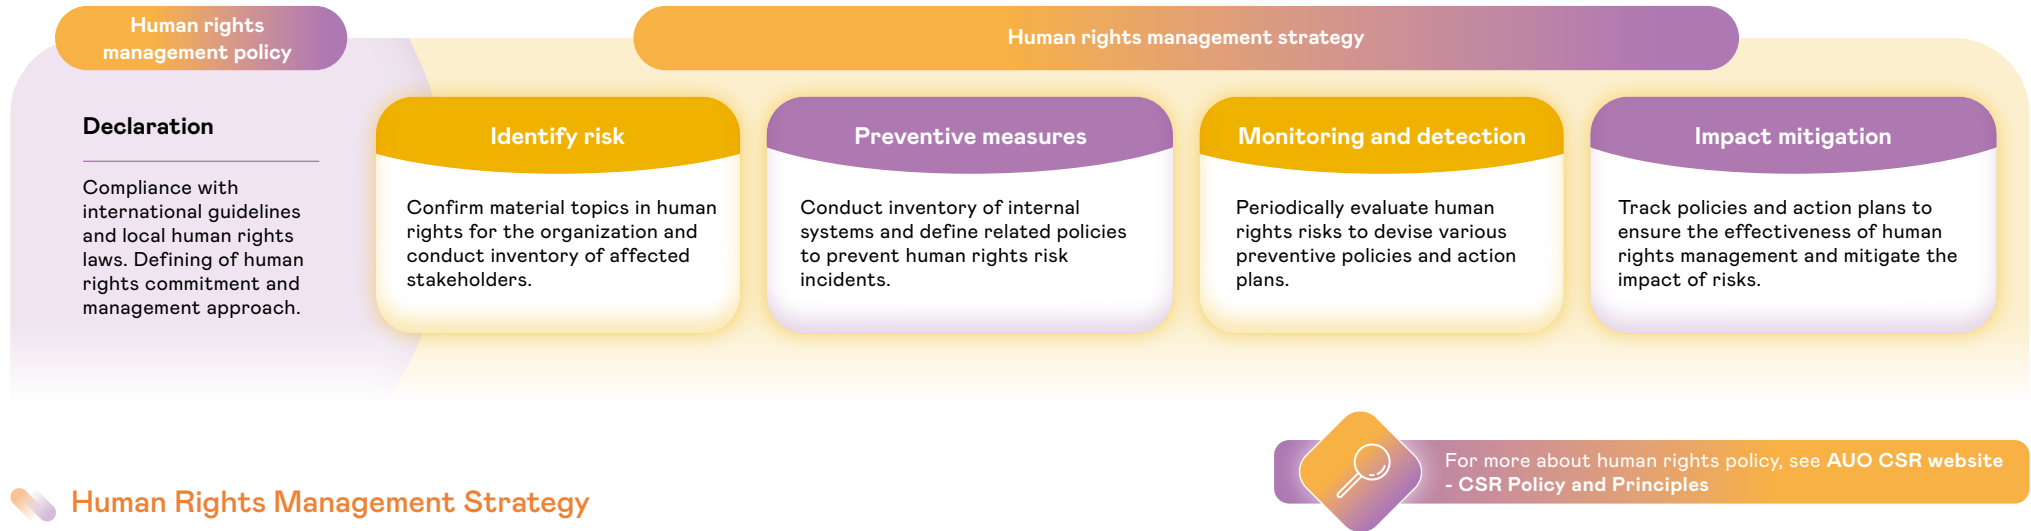 Human rights
management policy
Human rights management strategy
Declaration
Compliance with
international guidelines
and local human rights
laws. Defining of human
rights commitment and
management approach.
Identify risk
Confirm material topics in human
rights for the organization and
conduct inventory of affected
stakeholders.
Preventive measures
Conduct inventory of internal
systems and define related policies
to prevent human rights risk
incidents.
Monitoring and detection
Periodically evaluate human
rights risks to devise various
preventive policies and action
plans.
Impact mitigation
Track policies and action plans to
ensure the effectiveness of human
rights management and mitigate the
impact of risks.
For more about human rights policy, see AUO CSR website
- CSR Policy and Principles
Human Rights Management Strategy